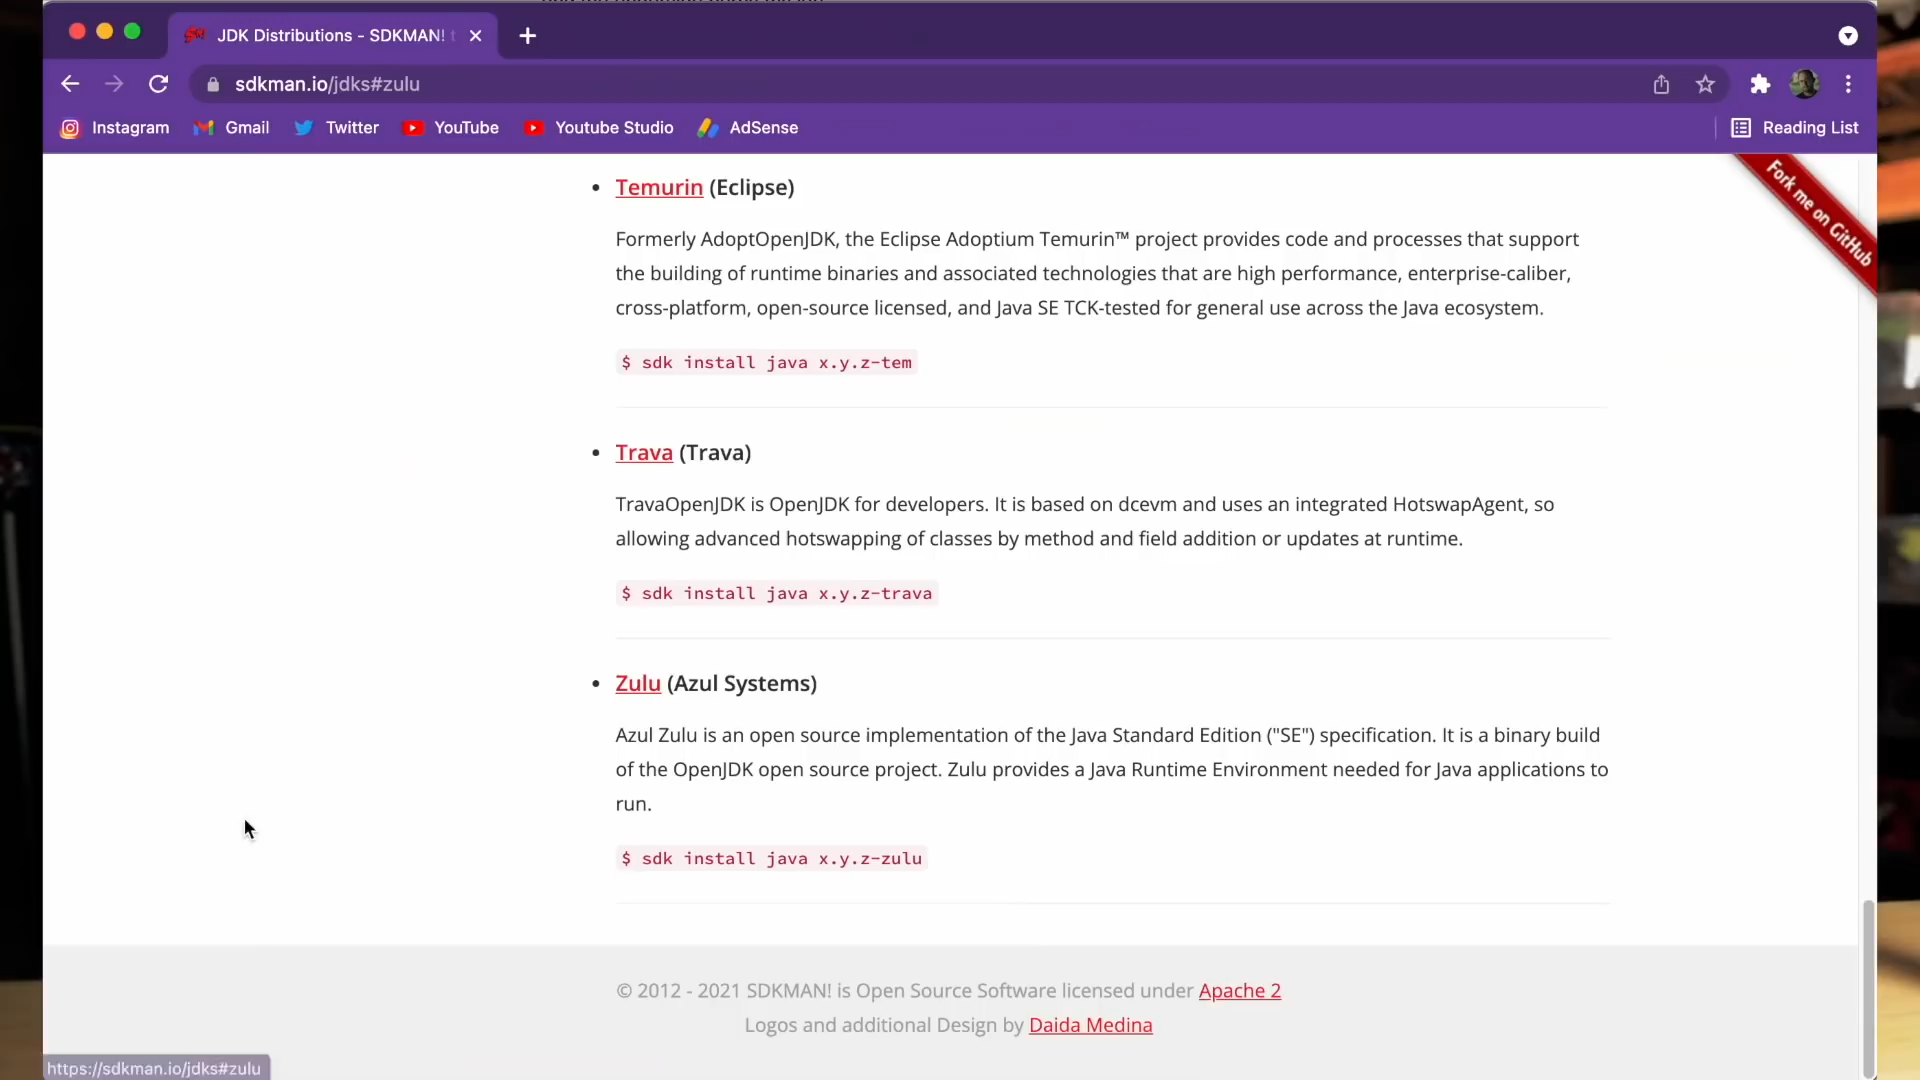 JDK Distributions - SDKMAN! t
sdkman.io/jdks#zulu
Instagram
Gmail
Twitter
YouTube
Youtube Studio
AdSense
Reading List
Fork me on GitHub
• Temurin (Eclipse)
Formerly AdoptOpenJDK, the Eclipse Adoptium Temurin™ project provides code and processes that support
the building of runtime binaries and associated technologies that are high performance, enterprise-caliber,
cross-platform, open-source licensed, and Java SE TCK-tested for general use across the Java ecosystem.
$ sdk install java x.y.z-tem
• Trava (Trava)
TravaOpenJDK is OpenJDK for developers. It is based on dcevm and uses an integrated HotswapAgent, so
allowing advanced hotswapping of classes by method and field addition or updates at runtime.
$ sdk install java x.y.z-trava
• Zulu (Azul Systems)
Azul Zulu is an open source implementation of the Java Standard Edition ("SE") specification. It is a binary build
of the OpenJDK open source project. Zulu provides a Java Runtime Environment needed for Java applications to
run.
$ sdk install java x.y.z-zulu
© 2012 - 2021 SDKMAN! is Open Source Software licensed under Apache 2
Logos and additional Design by Daida Medina
https://sdkman.io/jdks#zulu